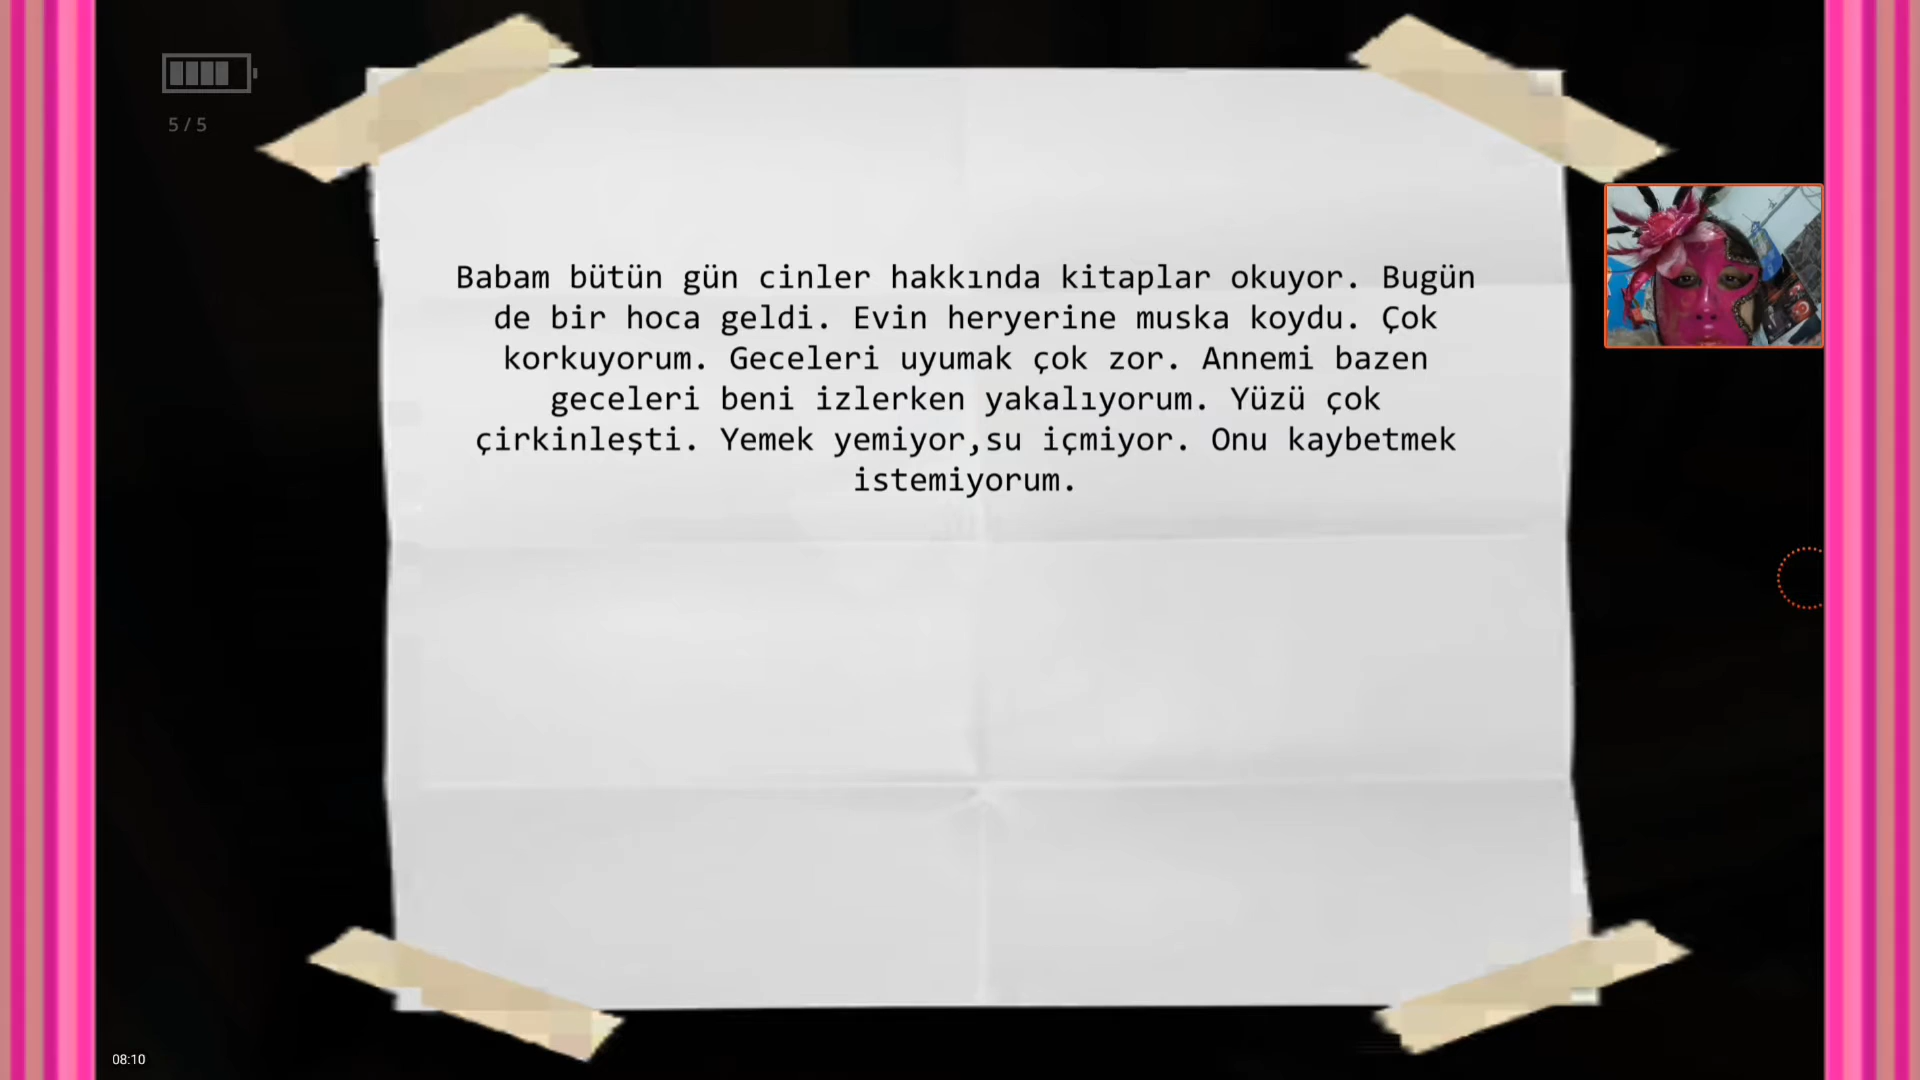 5 / 5
Babam bütün gün cinler hakkında kitaplar okuyor. Bugün
de bir hoca geldi. Evin heryerine muska koydu. Çok
korkuyorum. Geceleri uyumak çok zor. Annemi bazen
geceleri beni izlerken yakalıyorum. Yüzü çok
çirkinleşti. Yemek yemiyor,su içmiyor. Onu kaybetmek
istemiyorum.
08:10